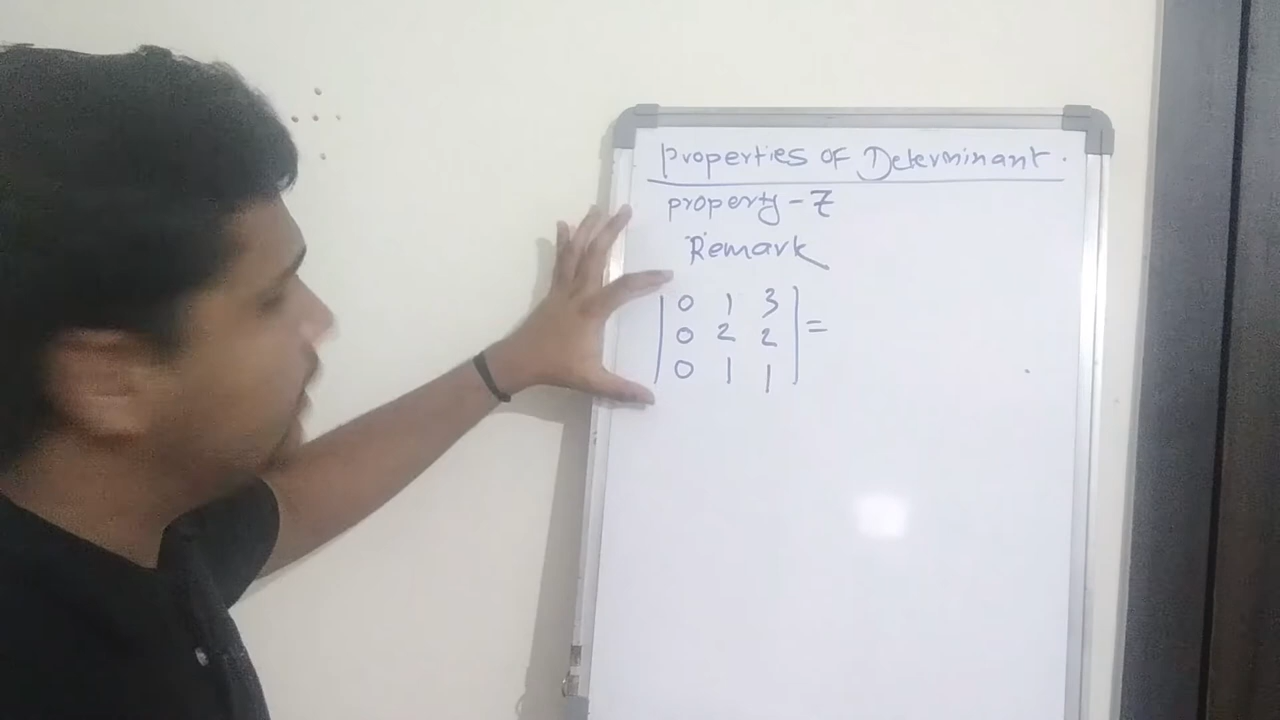 Properties OF Determinant.
property - 7
Remark
| 0 1 3 |
| 0 2 2 | =
| 0 1 1 |